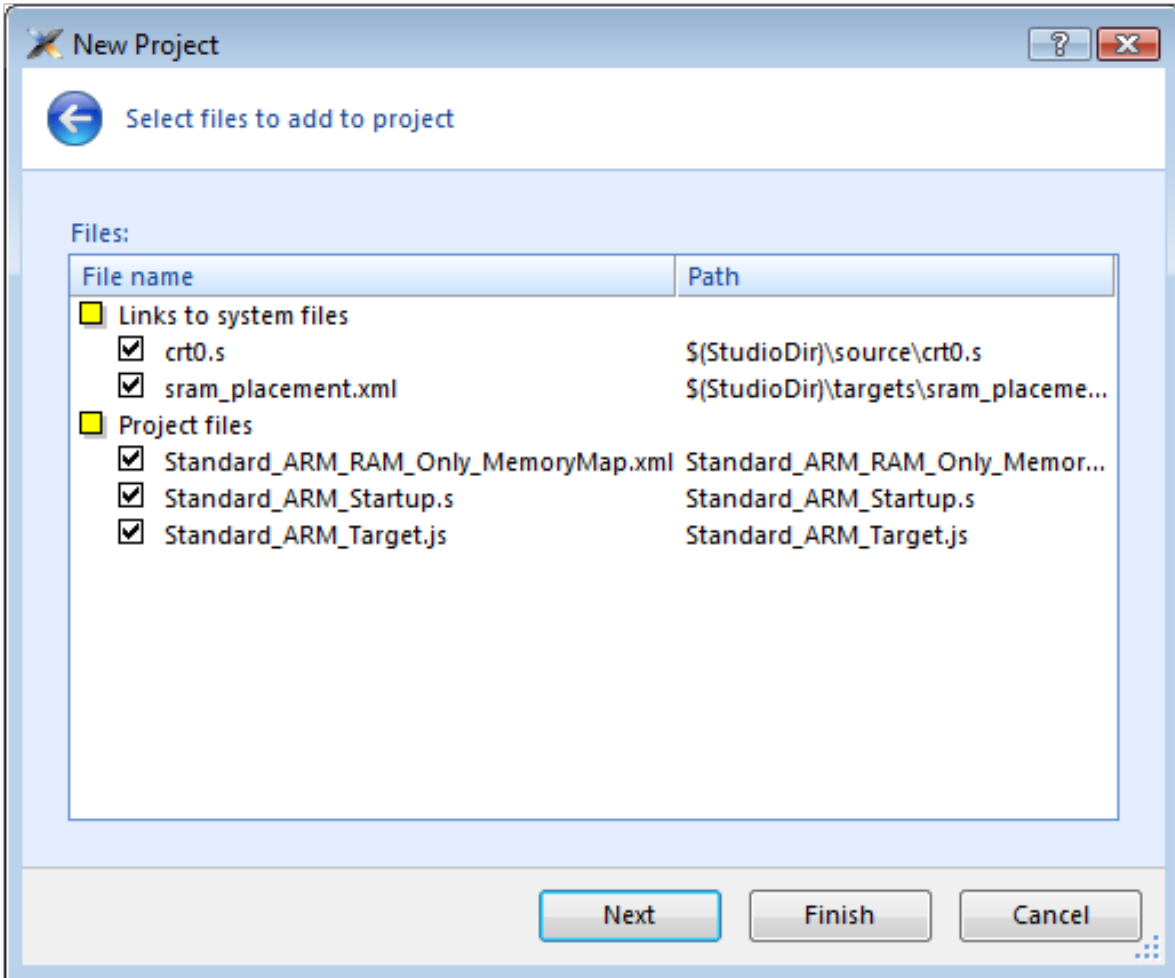 New Project
?
Select files to add to project
Files:
File name Path
Links to system files
crt0.s $(StudioDir)\source\crt0.s
sram_placement.xml $(StudioDir)\targets\sram_placeme...
Project files
Standard_ARM_RAM_Only_MemoryMap.xml Standard_ARM_RAM_Only_Memor...
Standard_ARM_Startup.s Standard_ARM_Startup.s
Standard_ARM_Target.js Standard_ARM_Target.js
Next Finish Cancel